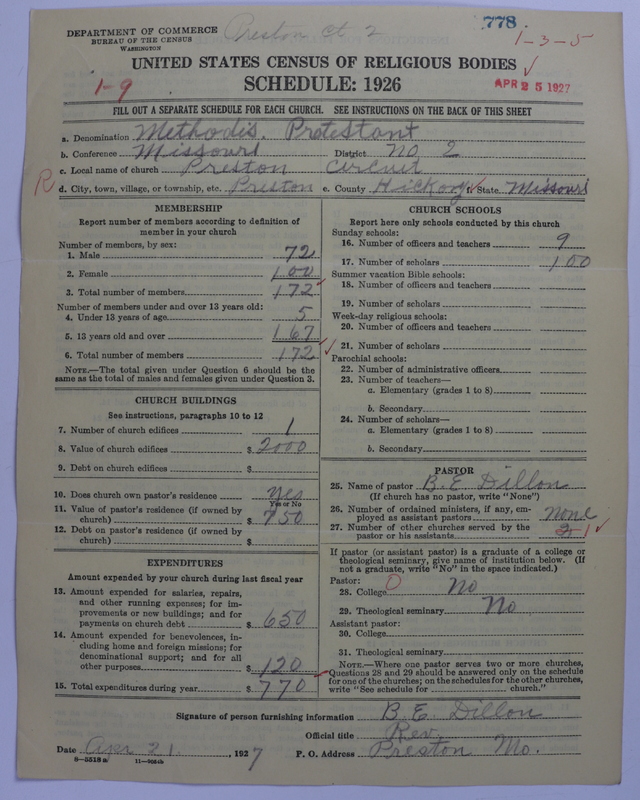 778
DEPARTMENT OF COMMERCE
BUREAU OF THE CENSUS
WASHINGTON
Preston ct 2
1-3-5
UNITED STATES CENSUS OF RELIGIOUS BODIES
SCHEDULE: 1926
1-9
APR 25 1927
FILL OUT A SEPARATE SCHEDULE FOR EACH CHURCH. SEE INSTRUCTIONS ON THE BACK OF THIS SHEET
a. Denomination Methodis. Protestant
b. Conference Missouri District No 2
c. Local name of church Preston Circuit
R d. City, town, village, or township, etc. Preston e. County Hickory f. State Missouri
MEMBERSHIP
Report number of members according to definition of
member in your church
Number of members, by sex:
1. Male 72
2. Female 100
3. Total number of members 172
Number of members under and over 13 years old:
4. Under 13 years of age 5
5. 13 years old and over 167
6. Total number of members 172
NOTE.—The total given under Question 6 should be
same as the total of males and females given under Question 3.
CHURCH BUILDINGS
See instructions, paragraphs 10 to 12
7. Number of church edifices 1
8. Value of church edifices $ 2000
9. Debt on church edifices $
10. Does church own pastor's residence Yes
Yes or No
11. Value of pastor's residence (if owned by
church) $ 750
12. Debt on pastor's residence (if owned by
church) $
EXPENDITURES
Amount expended by your church during last fiscal year
13. Amount expended for salaries, repairs,
and other running expenses; for im-
provements or new buildings; and for
payments on church debt $ 650
14. Amount expended for benevolences, in-
cluding home and foreign missions; for
denominational support; and for all
other purposes $ 120
15. Total expenditures during year $ 770
CHURCH SCHOOLS
Report here only schools conducted by this church
Sunday schools:
16. Number of officers and teachers 9
17. Number of scholars 100
Summer vacation Bible schools:
18. Number of officers and teachers
19. Number of scholars
Week-day religious schools:
20. Number of officers and teachers
21. Number of scholars
Parochial schools:
22. Number of administrative officers
23. Number of teachers—
a. Elementary (grades 1 to 8)
b. Secondary
24. Number of scholars—
a. Elementary (grades 1 to 8)
b. Secondary
PASTOR
25. Name of pastor B. E. Dillon
(If church has no pastor, write "None")
26. Number of ordained ministers, if any, em-
ployed as assistant pastors None
27. Number of other churches served by the
pastor or his assistants 2 1
If pastor (or assistant pastor) is a graduate of a college or
theological seminary, give name of institution below. (If
not a graduate, write "No" in the space indicated.)
Pastor:
28. College O No
29. Theological seminary No
Assistant pastor:
30. College
31. Theological seminary
NOTE.—Where one pastor serves two or more churches,
Questions 28 and 29 should be answered only on the schedule
for one of the churches; on the schedules for the other churches,
write "See schedule for church."
Signature of person furnishing information B. E. Dillon
Official title Rev.
Date Apr 21, 1927 P. O. Address Preston Mo.